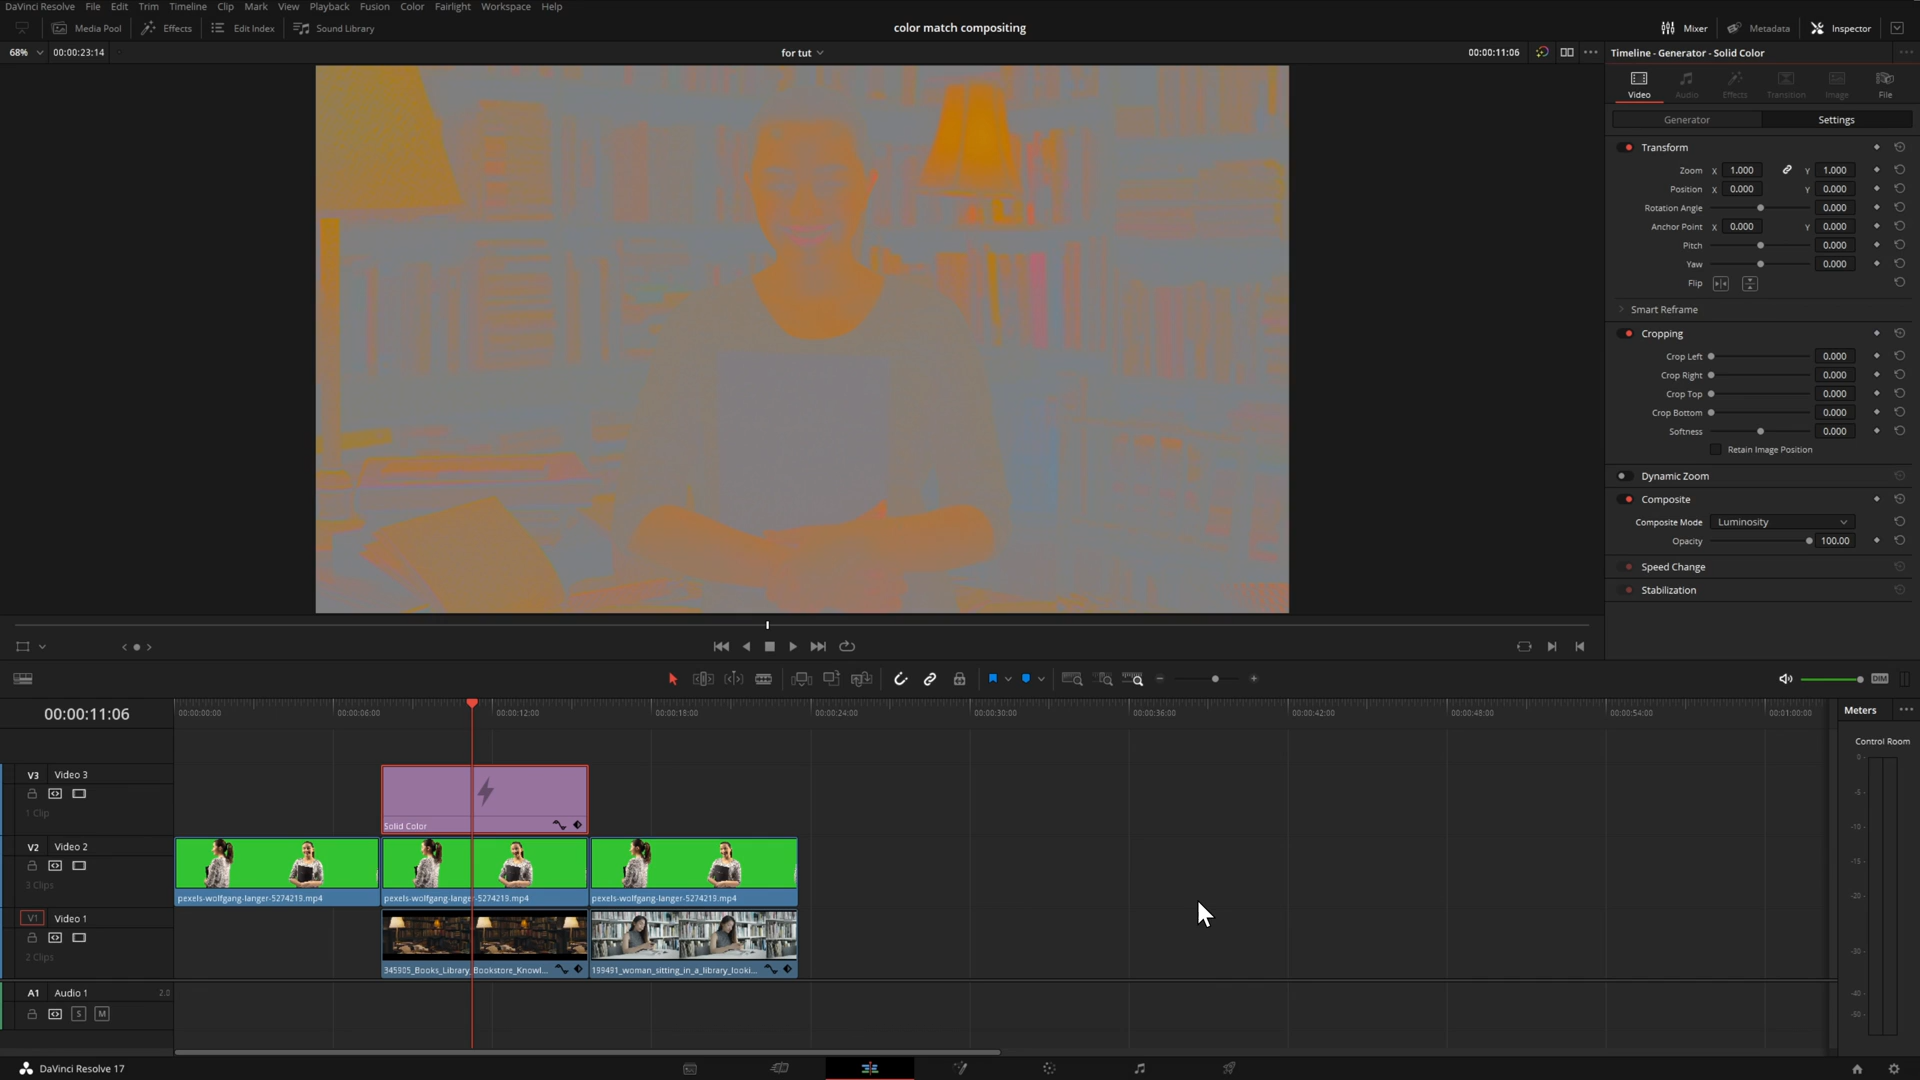 DaVinci Resolve File Edit Trim Timeline Clip Mark View Playback Fusion Color Fairlight Workspace Help
Media Pool Effects Edit Index Sound Library color match compositing Mixer Metadata Inspector
68% 00:00:23:14 for tut 00:00:11:06 Timeline - Generator - Solid Color
Video Audio Effects Transition Image File
Generator Settings
Transform
Zoom X 1.000 Y 1.000
Position X 0.000 Y 0.000
Rotation Angle 0.000
Anchor Point X 0.000 Y 0.000
Pitch 0.000
Yaw 0.000
Flip
Smart Reframe
Cropping
Crop Left 0.000
Crop Right 0.000
Crop Top 0.000
Crop Bottom 0.000
Softness 0.000
Retain Image Position
Dynamic Zoom
Composite
Composite Mode Luminosity
Opacity 100.00
Speed Change
Stabilization
DIM
00:00:11:06 00:00:00:00 00:00:06:00 00:00:12:00 00:00:18:00 00:00:24:00 00:00:30:00 00:00:36:00 00:00:42:00 00:00:48:00 00:00:54:00 00:01:00:00 Meters
Control Room
V3 Video 3
1 Clip
Solid Color
V2 Video 2
3 Clips
pexels-wolfgang-langer-5274219.mp4 pexels-wolfgang-langer-5274219.mp4 pexels-wolfgang-langer-5274219.mp4
V1 Video 1
2 Clips
345905_Books_Library_Bookstore_Knowl... 199491_woman_sitting_in_a_library_looki...
A1 Audio 1 2.0
S M
0
-5
-10
-15
-20
-30
-40
-50
DaVinci Resolve 17